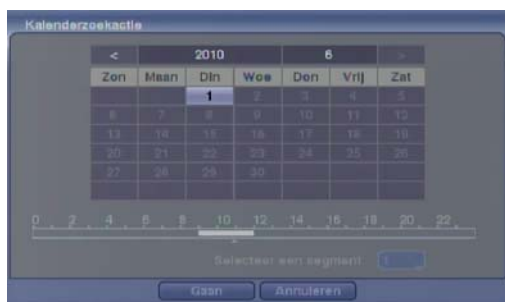 Kalenderzoekactie
< 2010 6 >
Zon Maan Din Woe Don Vrij Zat
1 2 3 4 5
6 7 8 9 10 11 12
13 14 15 16 17 18 19
20 21 22 23 24 25 26
27 28 29 30
0 2 4 6 8 10 12 14 16 18 20 22
Selecteer een segment 1
Gaan Annuleren